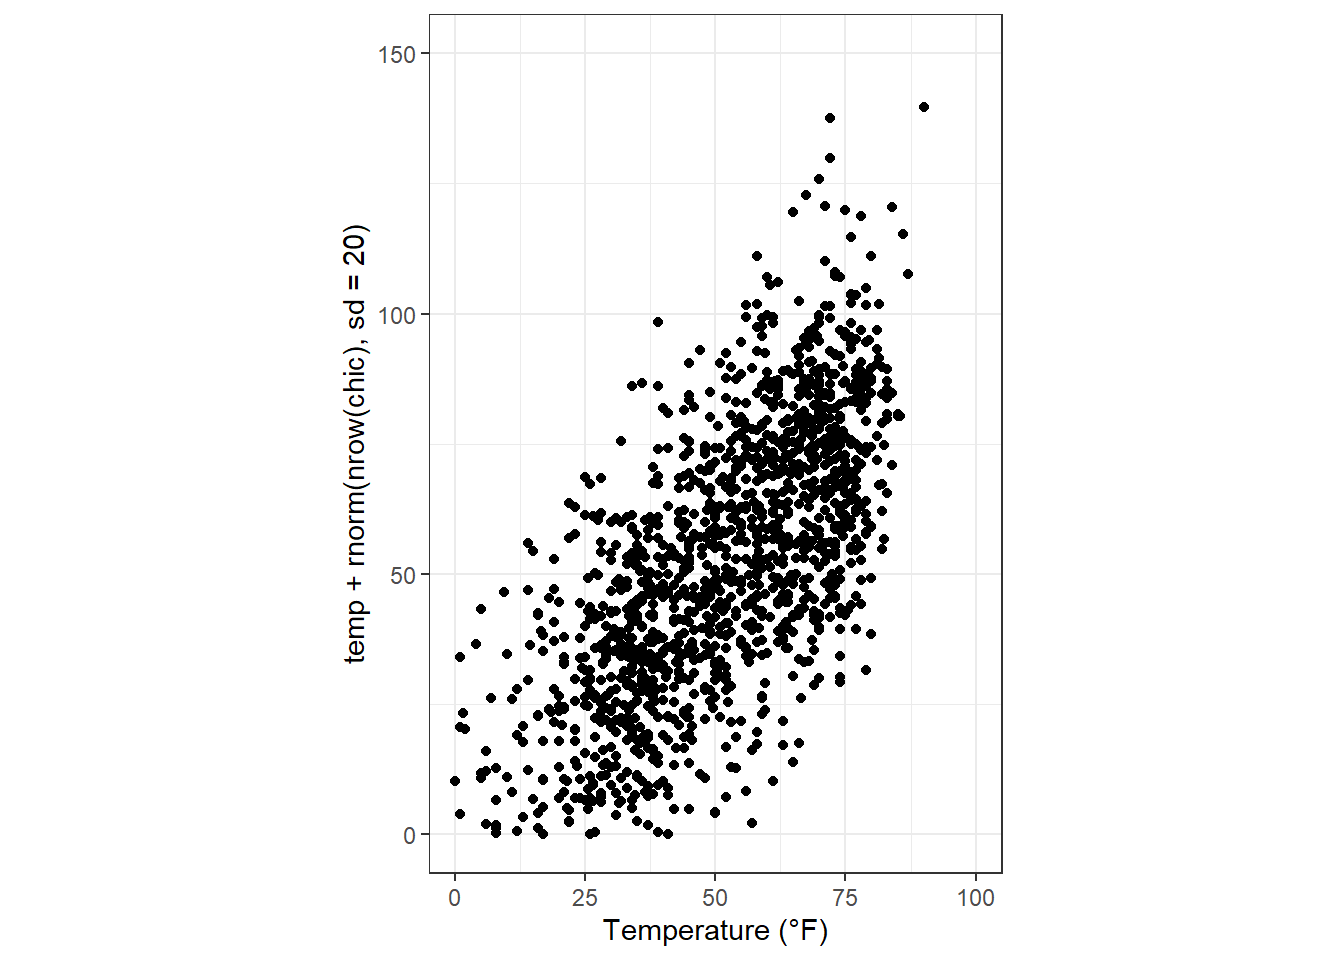 150
100
50
0
temp + rnorm(nrow(chic), sd = 20)
0 25 50 75 100
Temperature (°F)